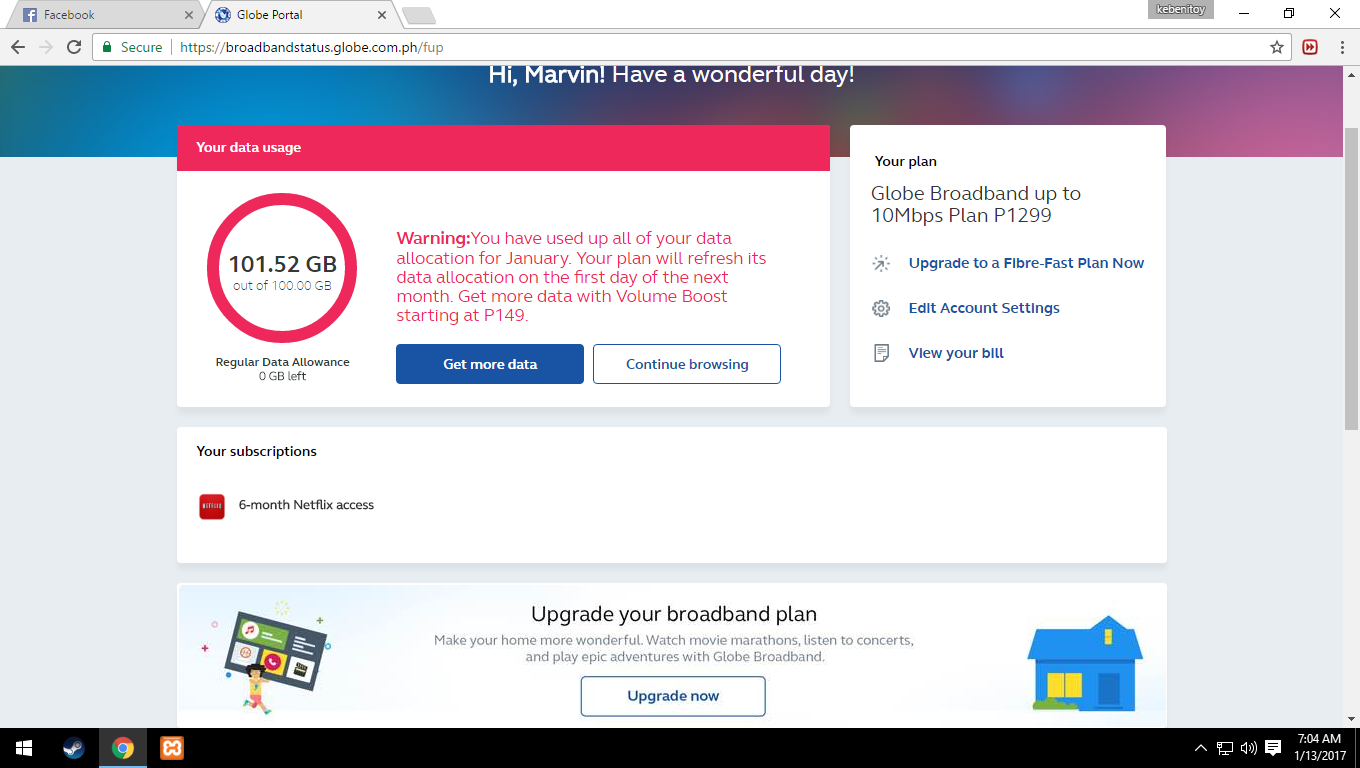 kebenitoy
Facebook
Globe Portal
Secure
https://broadbandstatus.globe.com.ph/fup
Hi, Marvin! Have a wonderful day!
Your data usage
101.52 GB
out of 100.00 GB
Regular Data Allowance
0 GB left
Warning:You have used up all of your data
allocation for January. Your plan will refresh its
data allocation on the first day of the next
month. Get more data with Volume Boost
starting at P149.
Get more data
Continue browsing
Your plan
Globe Broadband up to
10Mbps Plan P1299
Upgrade to a Fibre-Fast Plan Now
Edit Account Settings
View your bill
Your subscriptions
NETFLIX
6-month Netflix access
Upgrade your broadband plan
Make your home more wonderful. Watch movie marathons, listen to concerts,
and play epic adventures with Globe Broadband.
Upgrade now
7:04 AM
1/13/2017